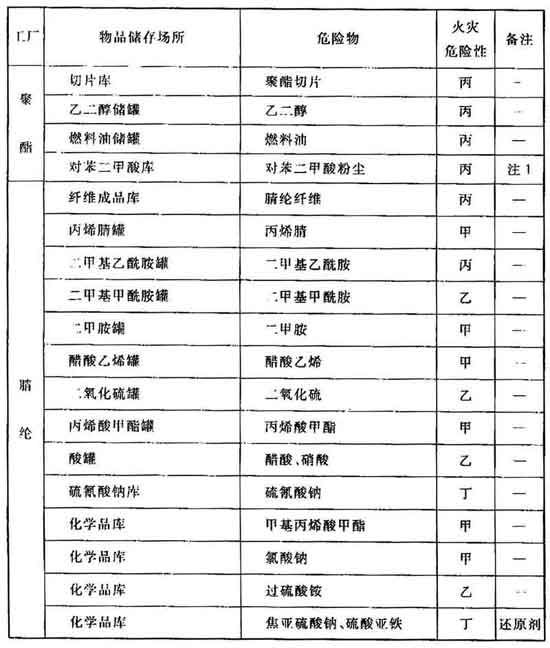 工厂 物品储存场所 危险物 火灾危险性 备注
聚酯 切片库 聚酯切片 丙 —
乙二醇储罐 乙二醇 丙 —
燃料油储罐 燃料油 丙 —
对苯二甲酸库 对苯二甲酸粉尘 丙 注1
腈纶 纤维成品库 腈纶纤维 丙 —
丙烯腈罐 丙烯腈 甲 —
二甲基乙酰胺罐 二甲基乙酰胺 丙 —
二甲基甲酰胺罐 二甲基甲酰胺 乙 —
二甲胺罐 二甲胺 甲 —
醋酸乙烯罐 醋酸乙烯 甲 —
二氧化硫罐 二氧化硫 乙 —
丙烯酸甲酯罐 丙烯酸甲酯 甲 —
酸罐 醋酸、硝酸 乙 —
硫氰酸钠库 硫氰酸钠 丁 —
化学品库 甲基丙烯酸甲酯 甲 —
化学品库 氯酸钠 甲 —
化学品库 过硫酸铵 乙 —
化学品库 焦亚硫酸钠、硫酸亚铁 丁 还原剂